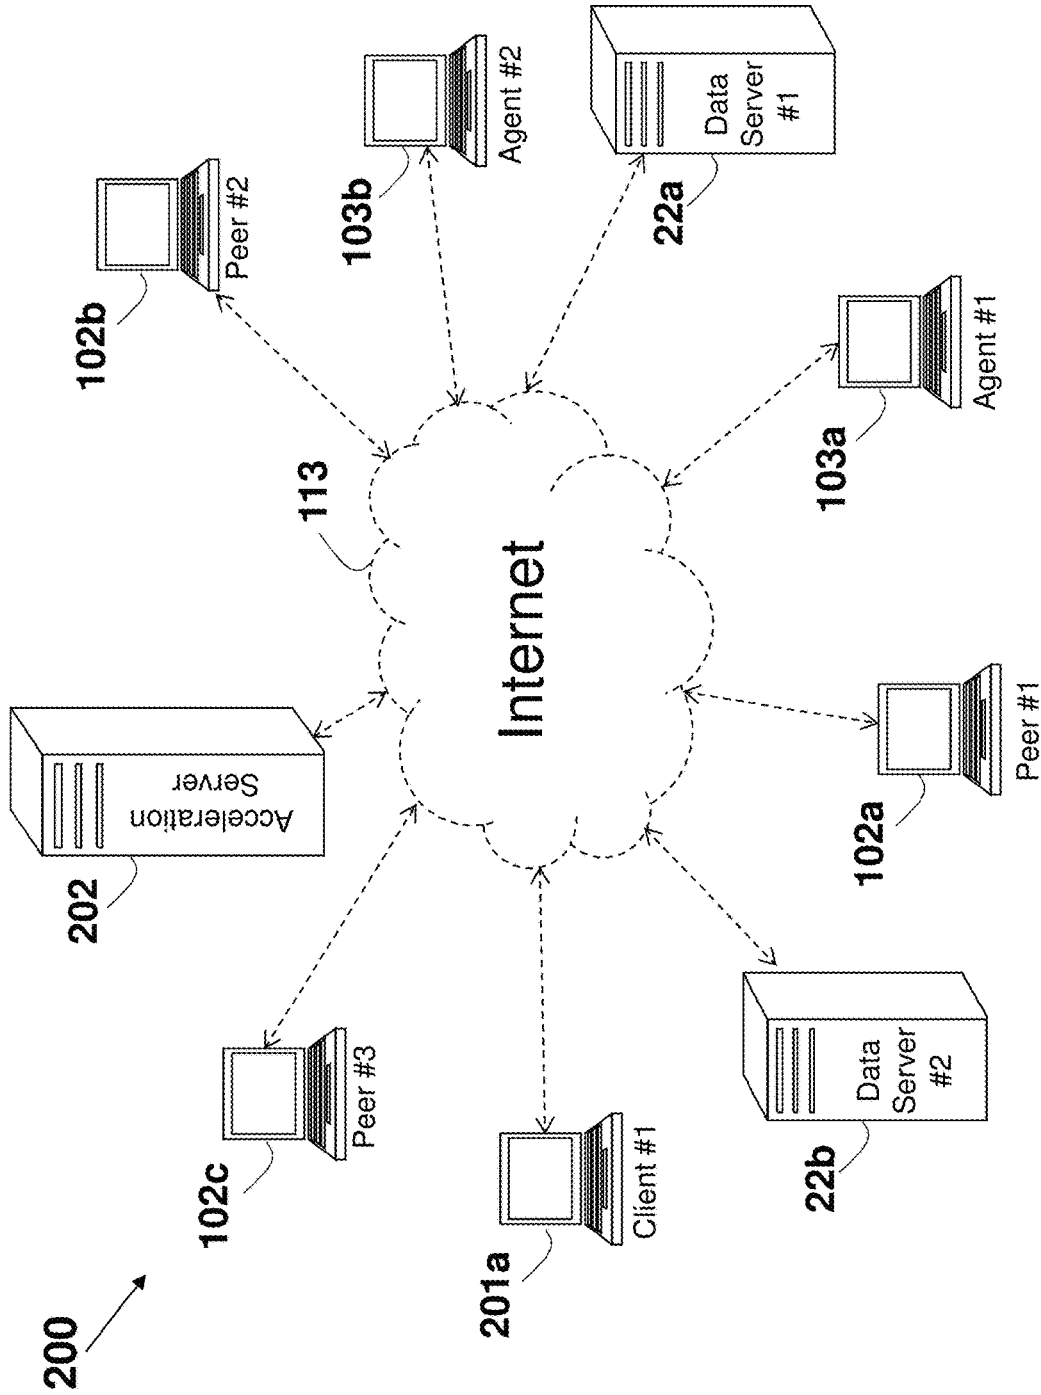 200
202
Acceleration
Server
102c
Peer #3
113
102b
Peer #2
201a
Client #1
Internet
103b
Agent #2
22b
Data
Server
#2
102a
Peer #1
103a
Agent #1
22a
Data
Server
#1